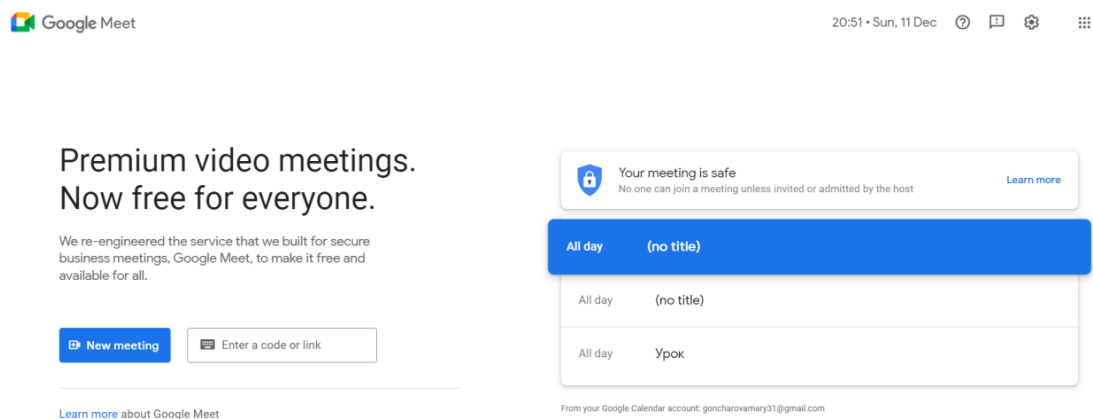 Google Meet
20:51 • Sun, 11 Dec
Premium video meetings.
Now free for everyone.
We re-engineered the service that we built for secure
business meetings, Google Meet, to make it free and
available for all.
New meeting
Enter a code or link
Learn more about Google Meet
Your meeting is safe
No one can join a meeting unless invited or admitted by the host
Learn more
All day (no title)
All day (no title)
All day Урок
From your Google Calendar account: goncharovamary31@gmail.com